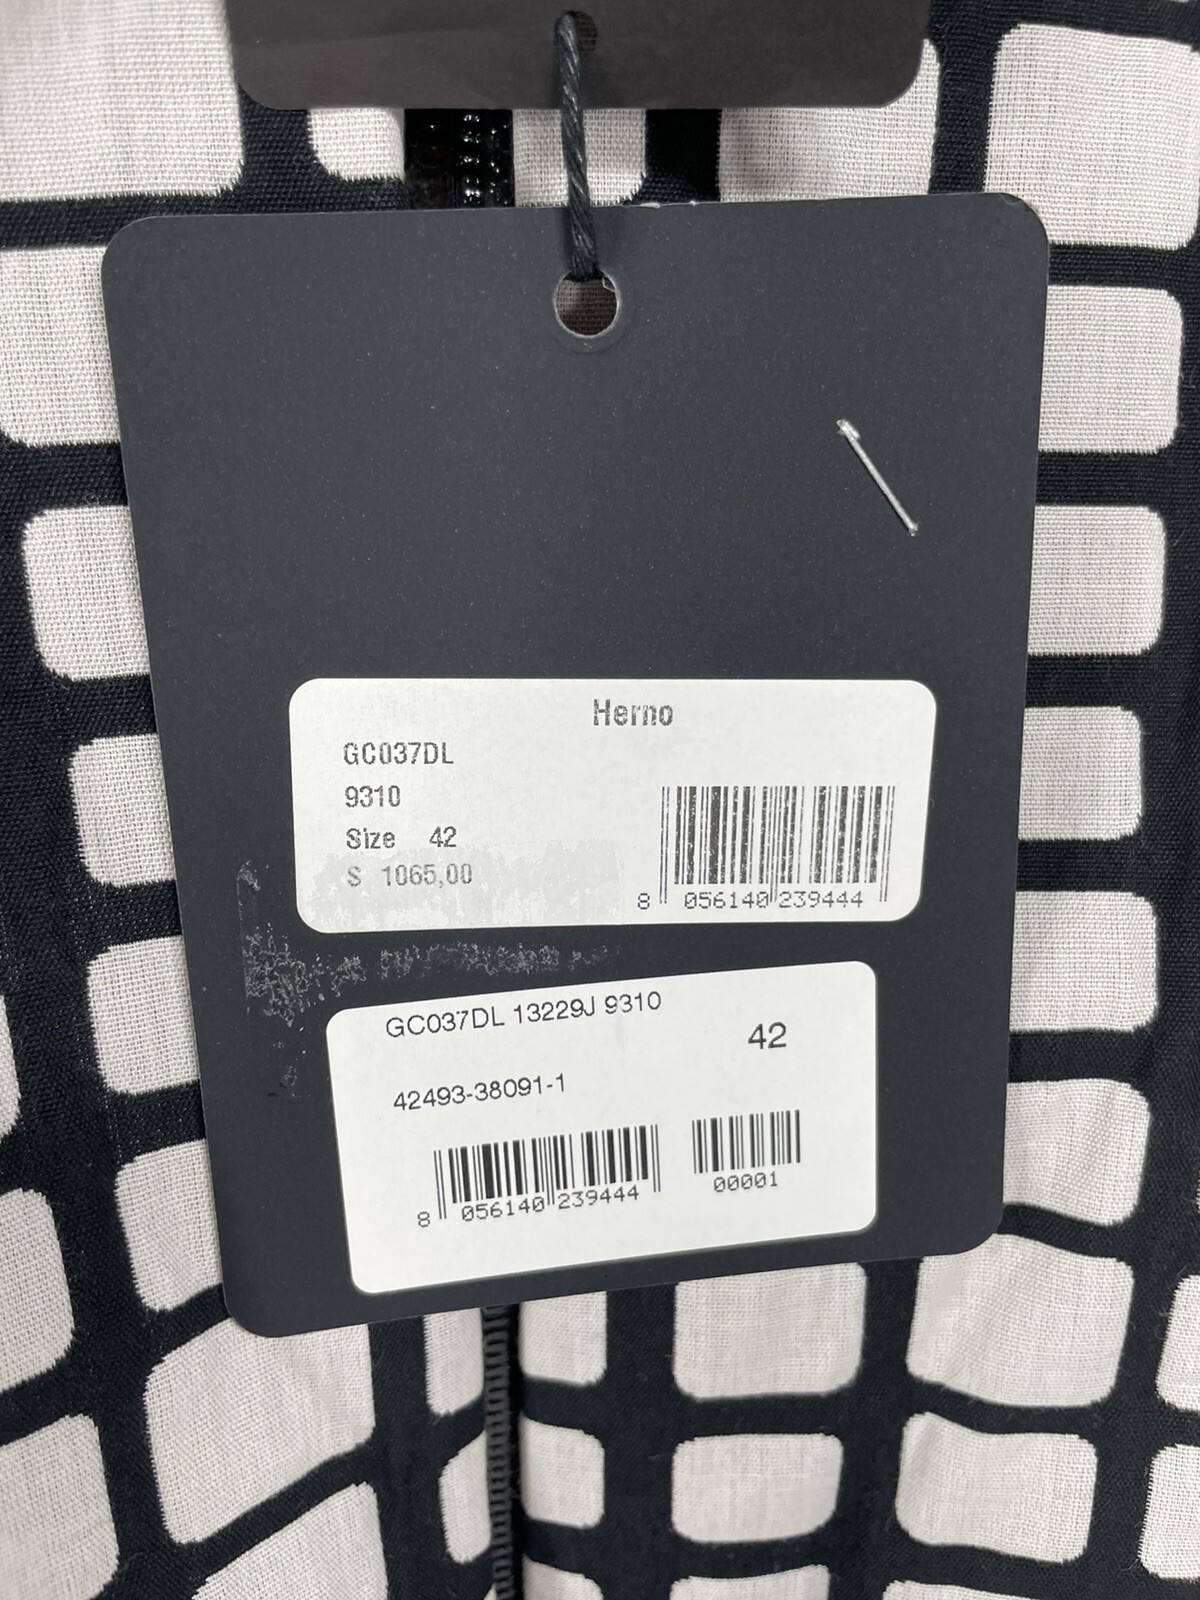 Herno
GC037DL
9310
Size 42
S 1065,00
8 056140 239444
GC037DL 13229J 9310
42
42493-38091-1
8 056140 239444
00001